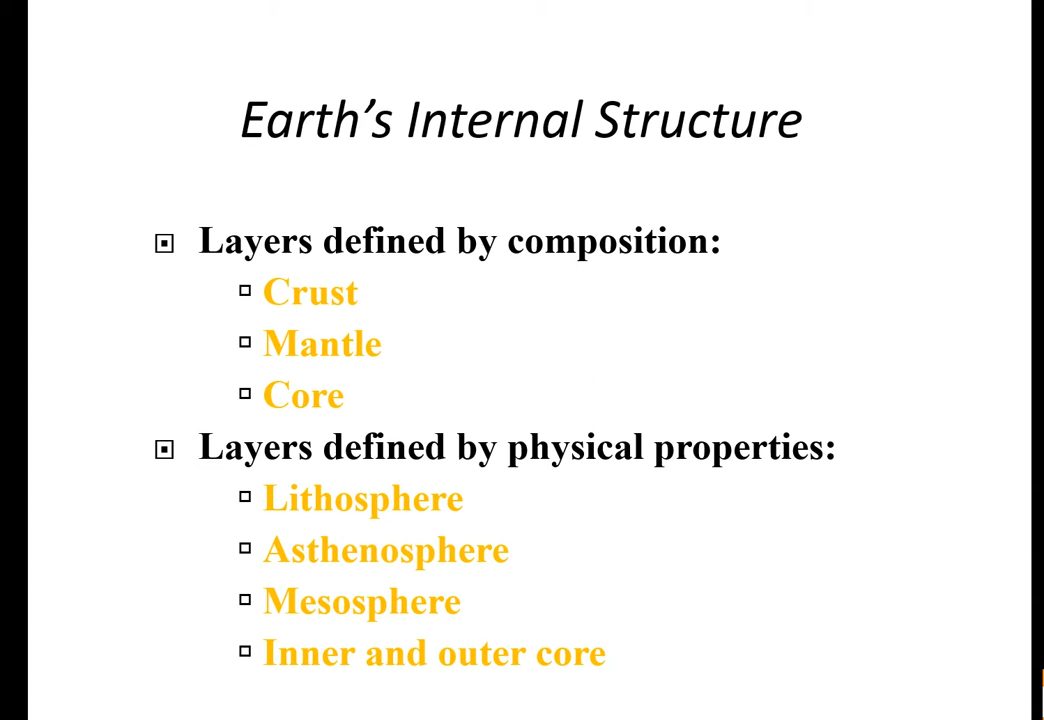 Earth’s Internal Structure
Layers defined by composition:
Crust
Mantle
Core
Layers defined by physical properties:
Lithosphere
Asthenosphere
Mesosphere
Inner and outer core